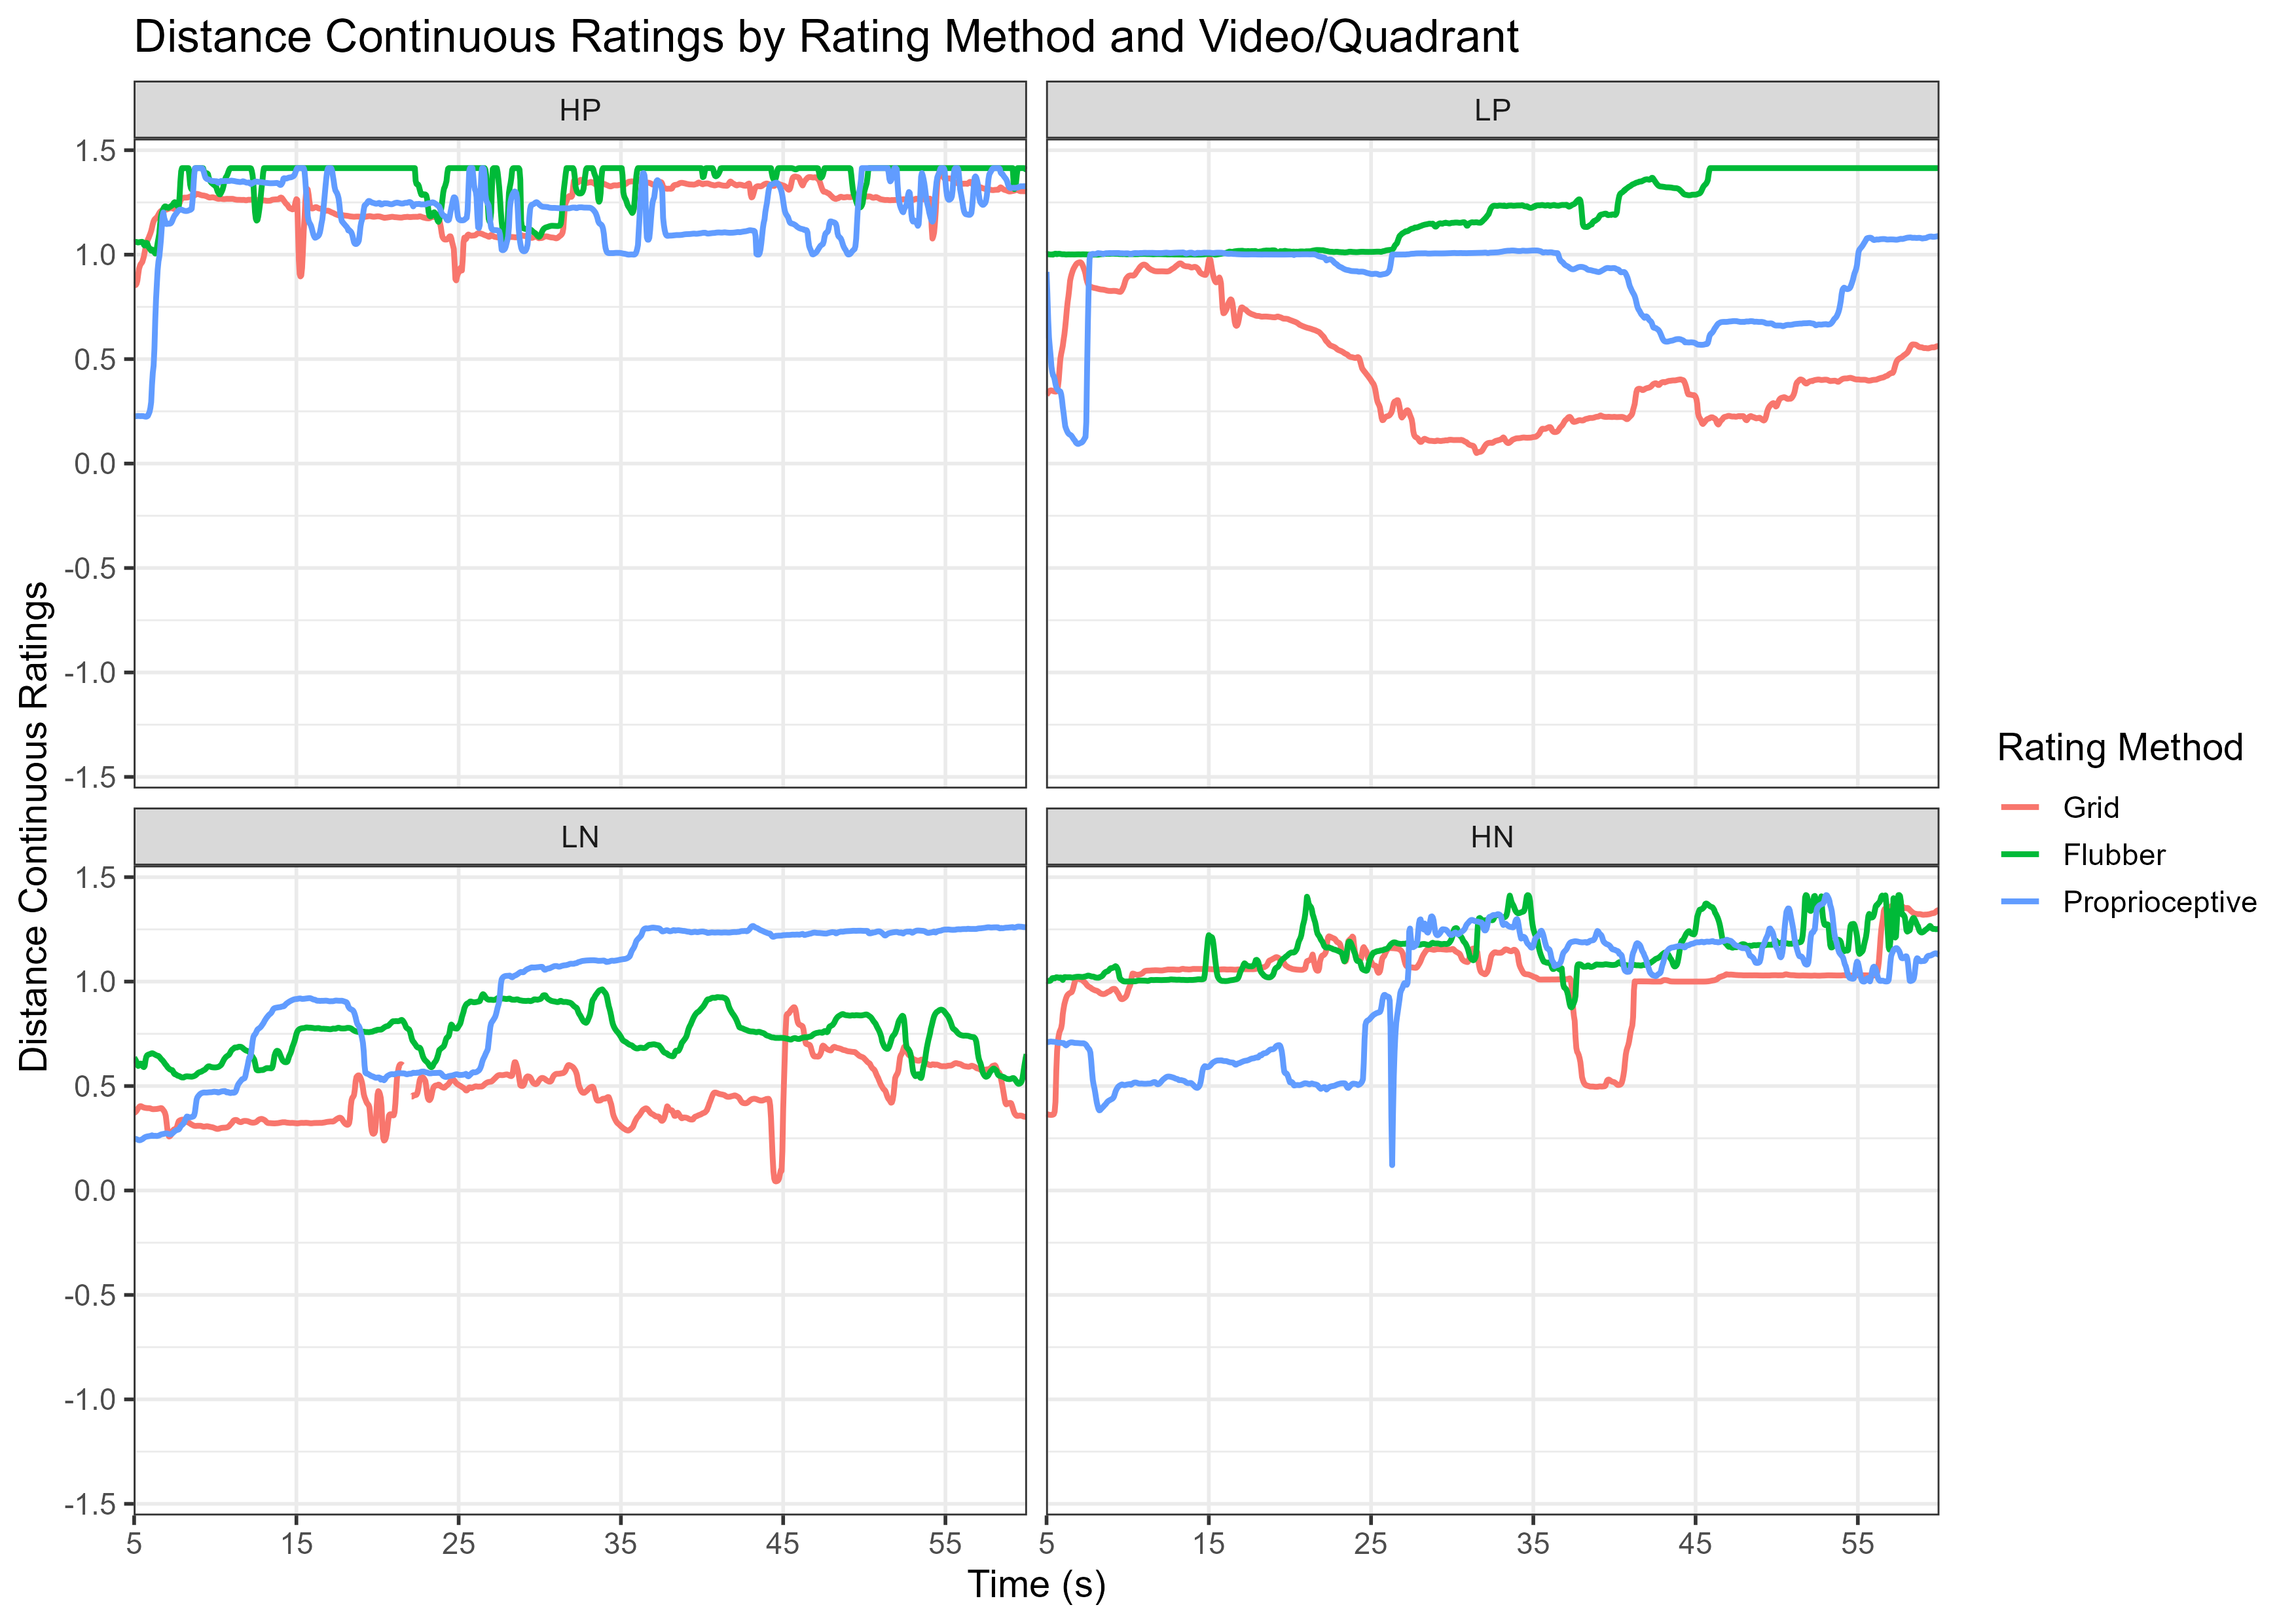 Distance Continuous Ratings by Rating Method and Video/Quadrant
HP
LP
1.5
1.0
0.5
0.0
-0.5
-1.0
-1.5
LN
HN
1.5
1.0
0.5
0.0
-0.5
-1.0
-1.5
5 15 25 35 45 55
5 15 25 35 45 55
Time (s)
Distance Continuous Ratings
Rating Method
Grid
Flubber
Proprioceptive